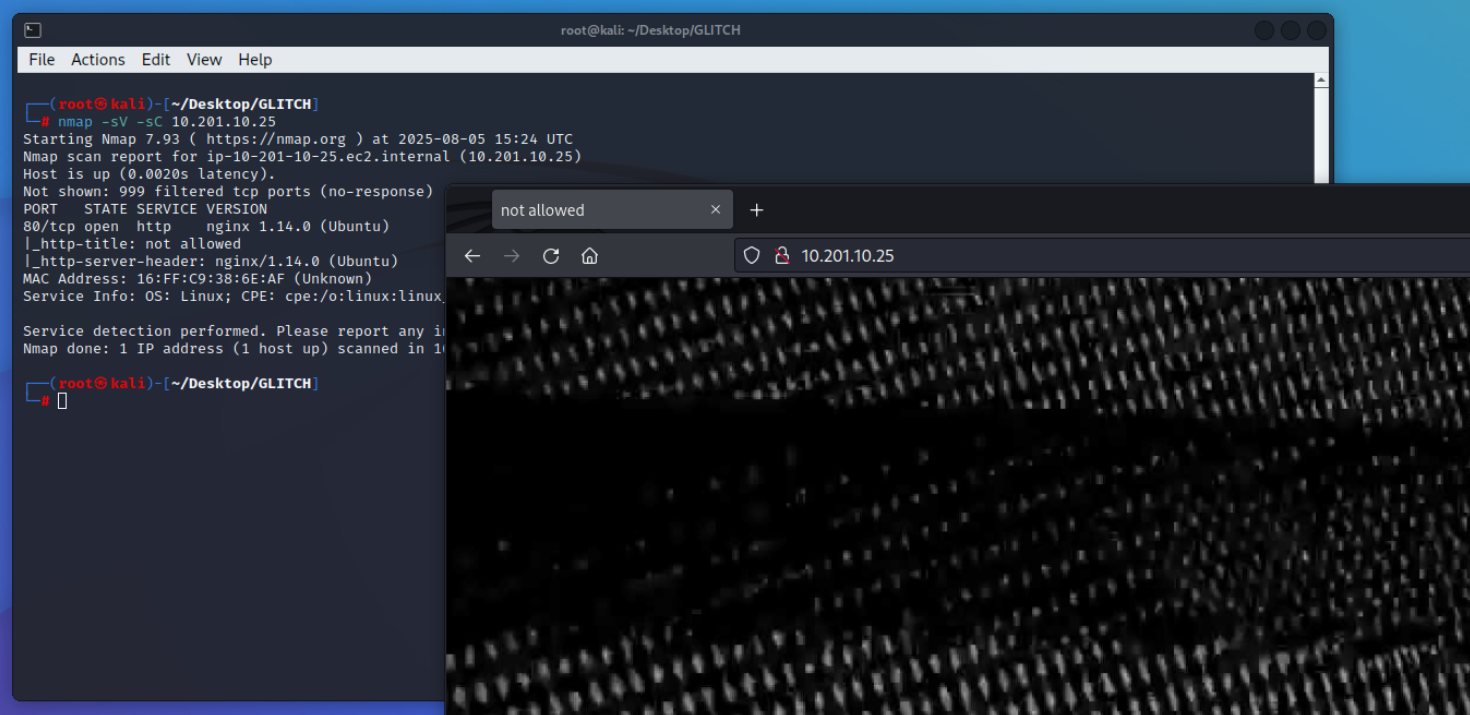 root@kali: ~/Desktop/GLITCH
File Actions Edit View Help
┌──(root㉿kali)-[~/Desktop/GLITCH]
└─# nmap -sV -sC 10.201.10.25
Starting Nmap 7.93 ( https://nmap.org ) at 2025-08-05 15:24 UTC
Nmap scan report for ip-10-201-10-25.ec2.internal (10.201.10.25)
Host is up (0.0020s latency).
Not shown: 999 filtered tcp ports (no-response)
PORT   STATE SERVICE VERSION
80/tcp open  http    nginx 1.14.0 (Ubuntu)
|_http-title: not allowed
|_http-server-header: nginx/1.14.0 (Ubuntu)
MAC Address: 16:FF:C9:38:6E:AF (Unknown)
Service Info: OS: Linux; CPE: cpe:/o:linux:linux_
Service detection performed. Please report any
Nmap done: 1 IP address (1 host up) scanned in
┌──(root㉿kali)-[~/Desktop/GLITCH]
└─#
not allowed
10.201.10.25